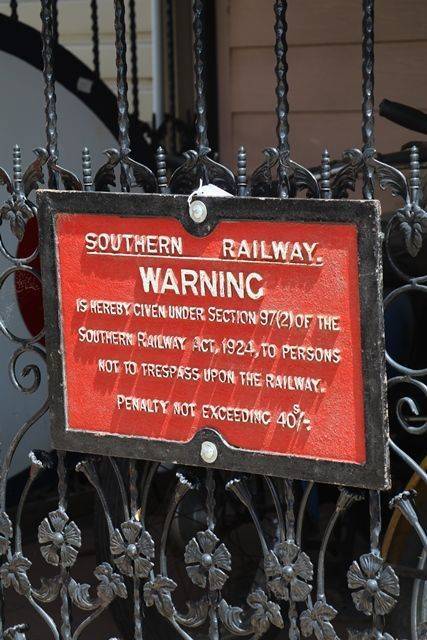 SOUTHERN RAILWAY.
WARNING
IS HEREBY GIVEN UNDER SECTION 97(2) OF THE
SOUTHERN RAILWAY ACT, 1924, TO PERSONS
NOT TO TRESPASS UPON THE RAILWAY.
PENALTY NOT EXCEEDING 40S/-